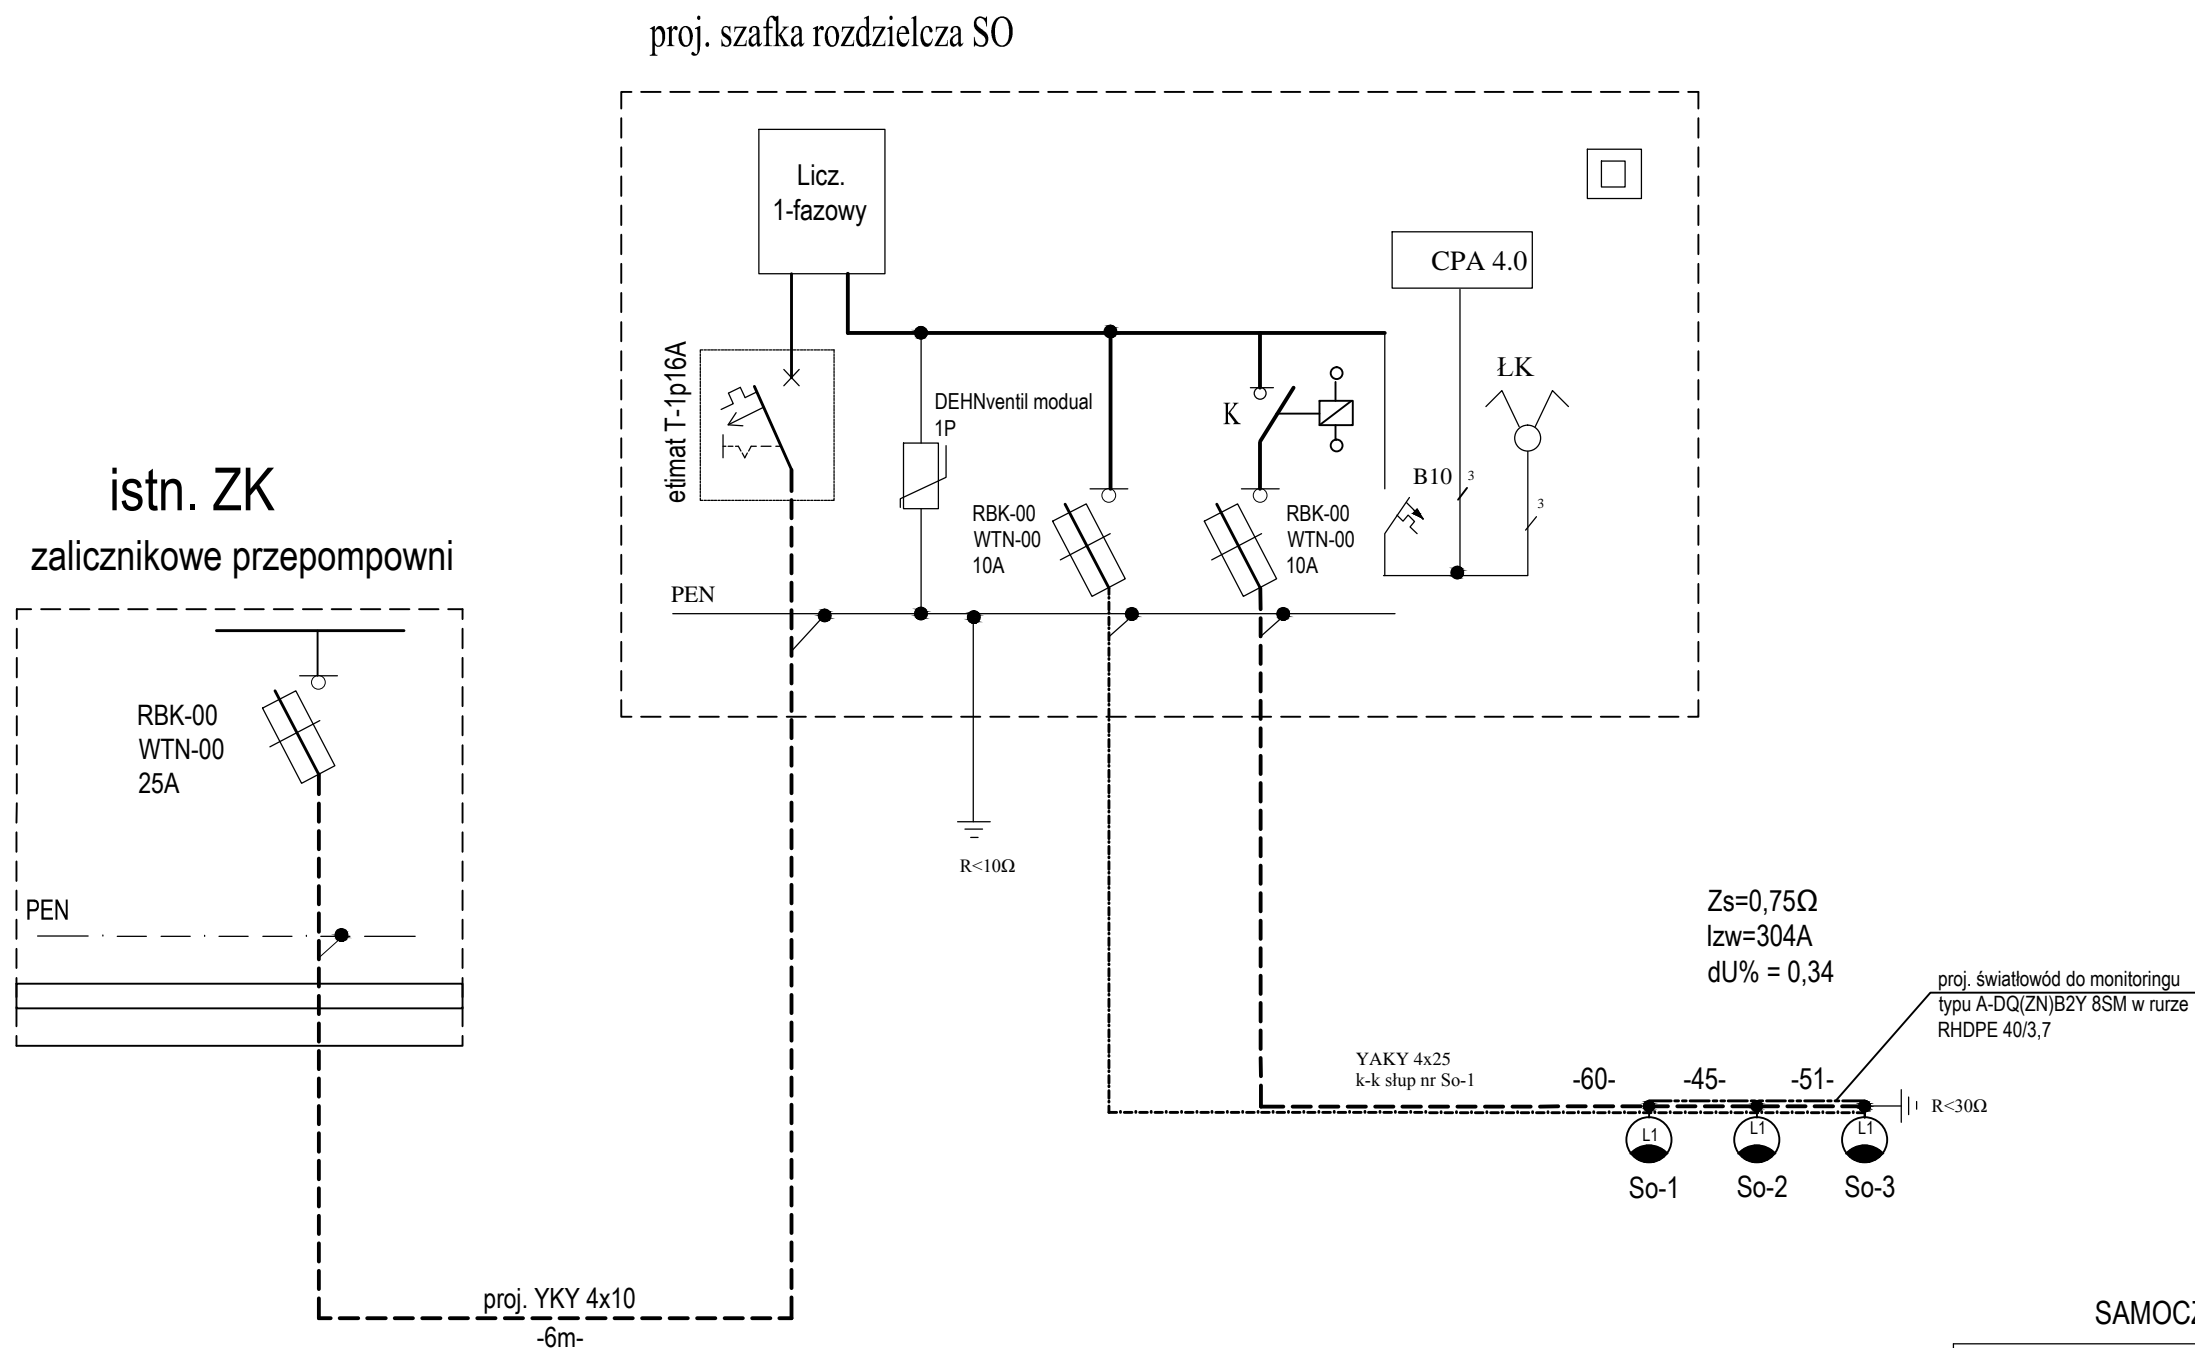 proj. szafka rozdzielcza SO
Licz.
1-fazowy
CPA 4.0
etimat T-1p16A
DEHNventil modual
1P
K
ŁK
B10
3
3
RBK-00
WTN-00
10A
RBK-00
WTN-00
10A
PEN
istn. ZK
zalicznikowe przepompowni
RBK-00
WTN-00
25A
PEN
R<10Ω
Zs=0,75Ω
Izw=304A
dU% = 0,34
proj. światłowód do monitoringu
typu A-DQ(ZN)B2Y 8SM w rurze
RHDPE 40/3,7
YAKY 4x25
k-k słup nr So-1
-60-
-45-
-51-
R<30Ω
L1
L1
L1
So-1
So-2
So-3
proj. YKY 4x10
-6m-